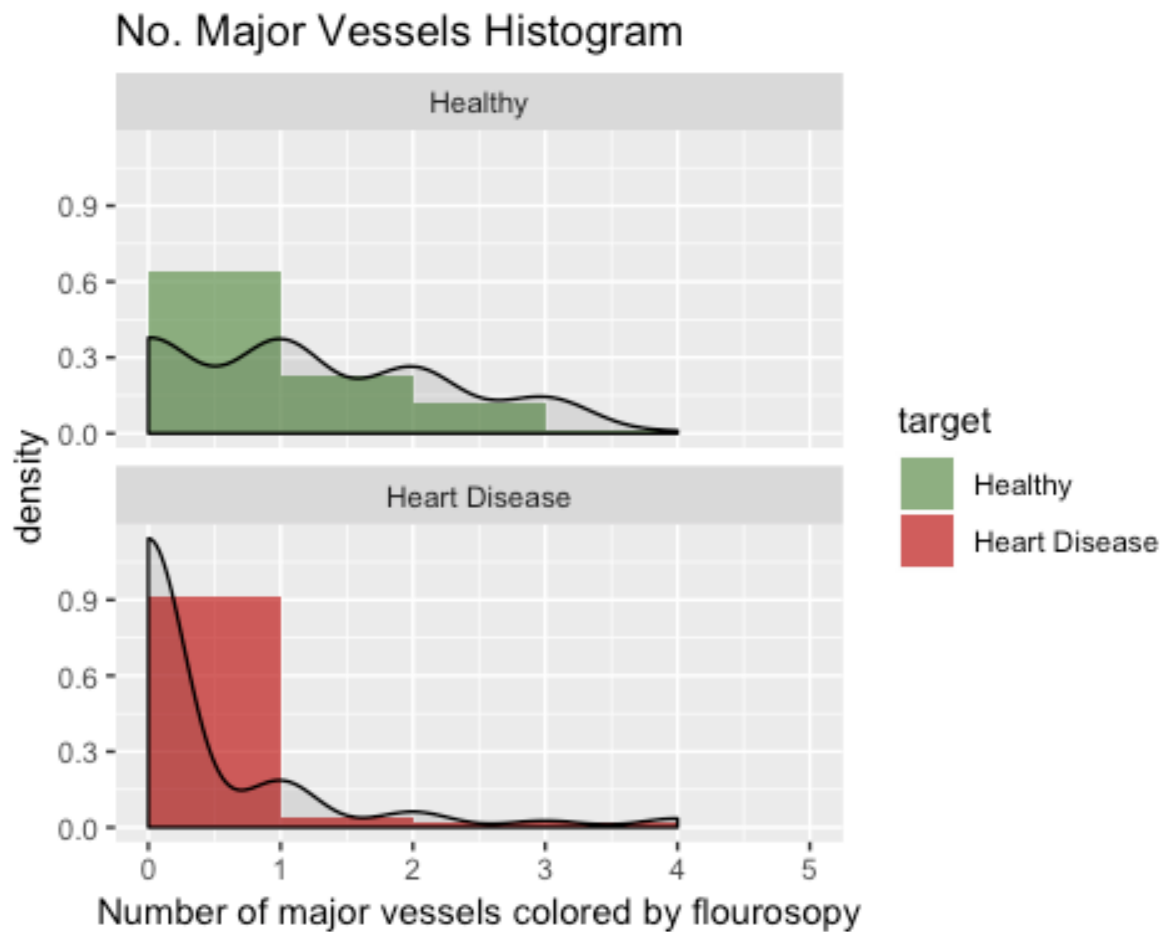 No. Major Vessels Histogram
Healthy
0.9
0.6
0.3
0.0
density
Heart Disease
0.9
0.6
0.3
0.0
0 1 2 3 4 5
Number of major vessels colored by flourosopy
target
Healthy
Heart Disease